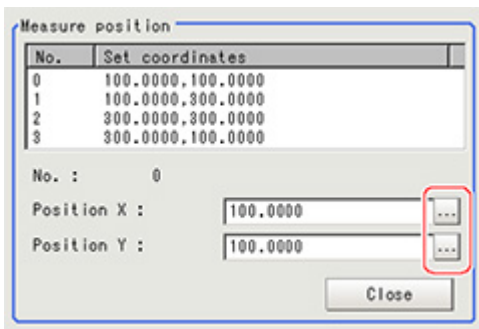 Measure position
No. Set coordinates
0 100.0000,100.0000
1 100.0000,300.0000
2 300.0000,300.0000
3 300.0000,100.0000
No. : 0
Position X : 100.0000 ...
Position Y : 100.0000 ...
Close